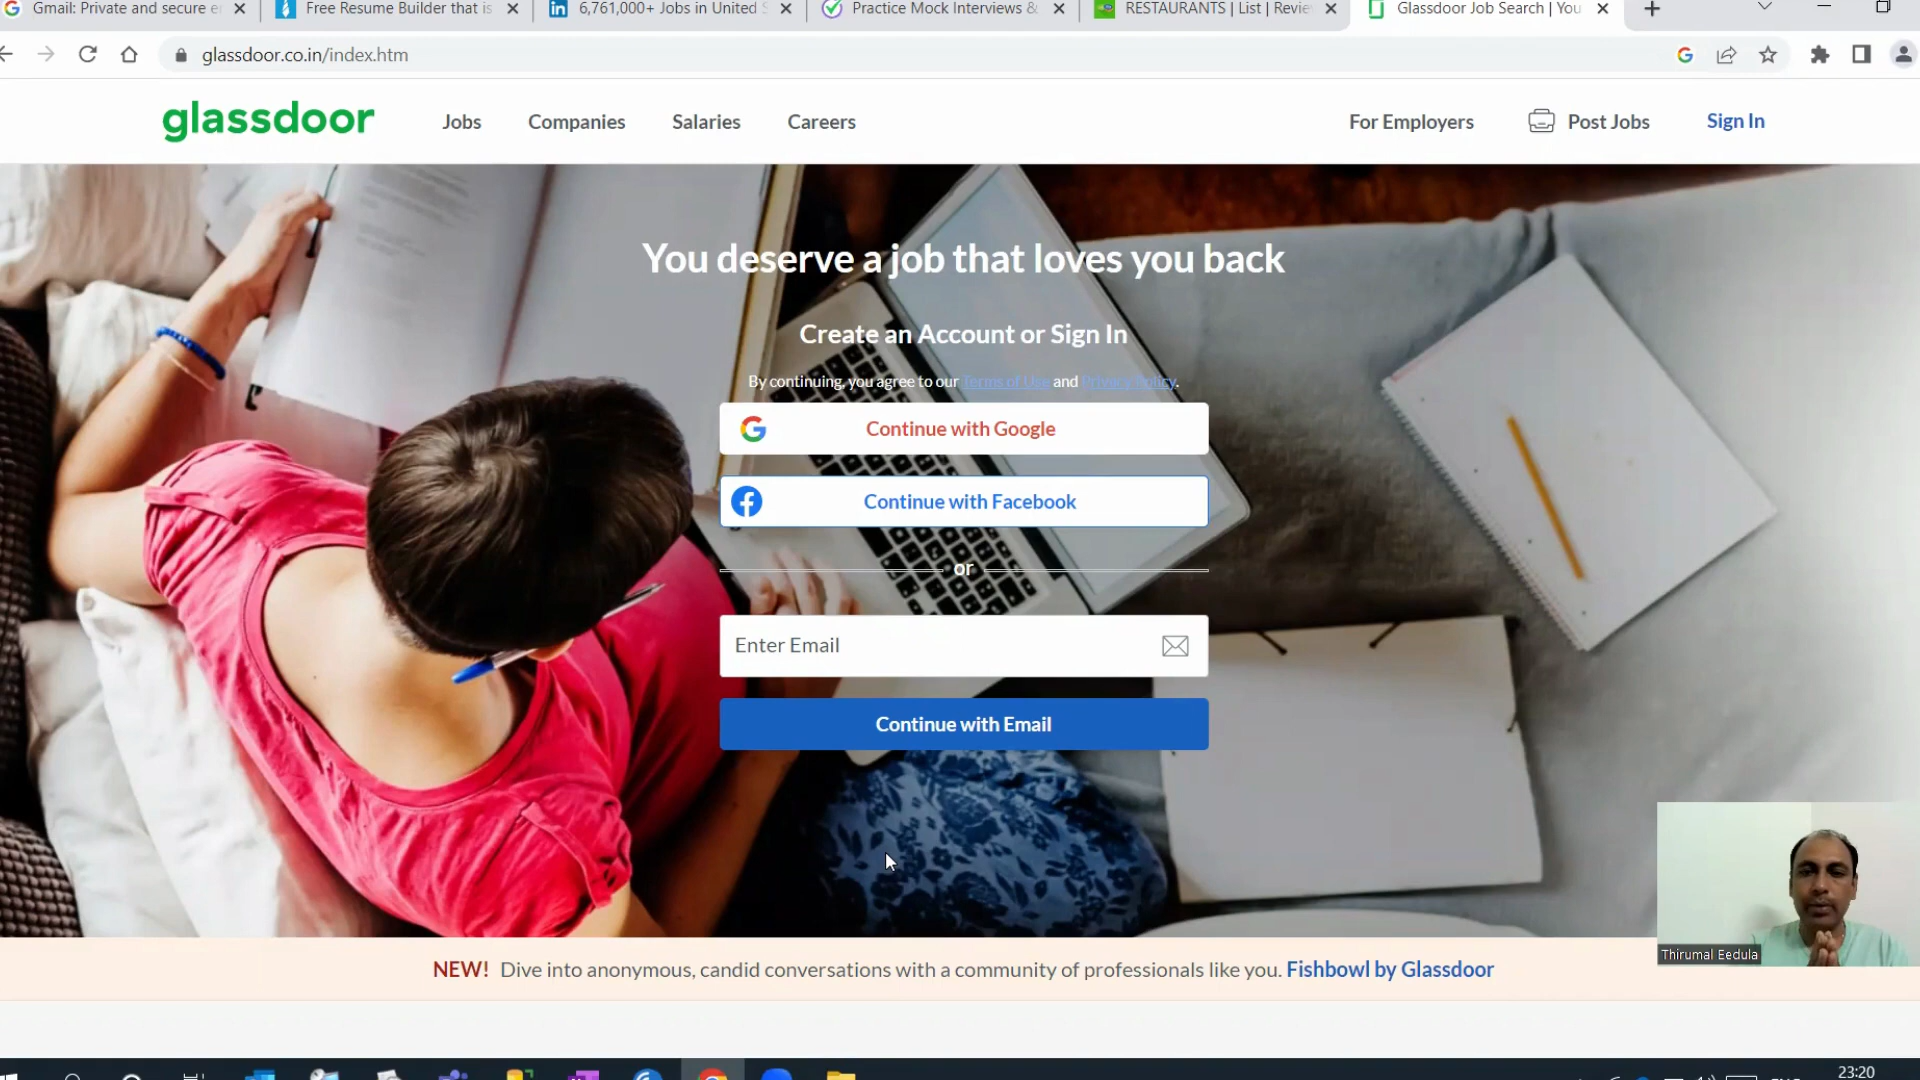 Gmail: Private and secure e
Free Resume Builder that is
6,761,000+ Jobs in United S
Practice Mock Interviews &
RESTAURANTS | List | Revie
Glassdoor Job Search | You
glassdoor.co.in/index.htm
glassdoor
Jobs
Companies
Salaries
Careers
For Employers
Post Jobs
Sign In
You deserve a job that loves you back
Create an Account or Sign In
By continuing, you agree to our Terms of Use and Privacy Policy.
Continue with Google
Continue with Facebook
or
Enter Email
Continue with Email
Thirumal Eedula
NEW! Dive into anonymous, candid conversations with a community of professionals like you. Fishbowl by Glassdoor
23:20